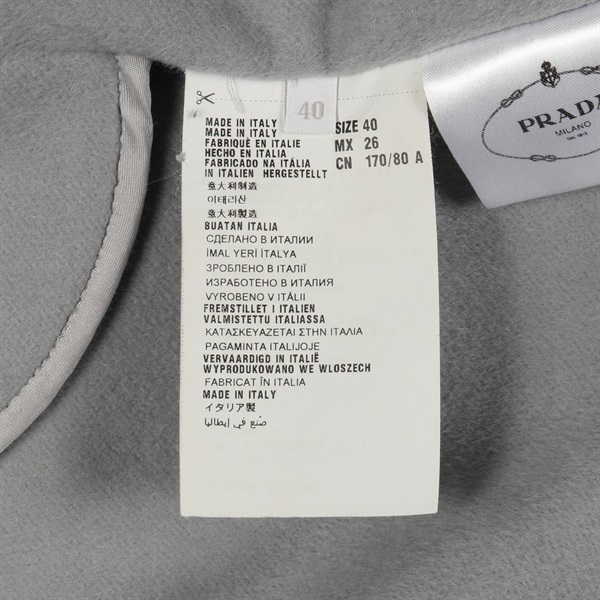 40
MADE IN ITALY
MADE IN ITALY
FABRIQUÈ EN ITALIE
HECHO EN ITALIA
FABRICADO NA ITÁLIA
IN ITALIEN HERGESTELLT
意大利制造
이태리산
意大利製造
BUATAN ITALIA
СДЕЛАНО В ИТАЛИИ
İMAL YERİ İTALYA
ЗРОБЛЕНО В ІТАЛІЇ
ИЗРАБОТЕНО В ИТАЛИЯ
VYROBENO V ITÁLII
FREMSTILLET I ITALIEN
VALMISTETTU ITALIASSA
ΚΑΤΑΣΚΕΥΑΖΕΤΑΙ ΣΤΗΝ ΙΤΑΛΙΑ
PAGAMINTA ITALIJOJE
VERVAARDIGD IN ITALIË
WYPRODUKOWANO WE WLOSZECH
FABRICAT ÎN ITALIA
MADE IN ITALY
イタリア製
صُنع في إيطاليا
SIZE 40
MX 26
CN 170/80 A
PRADA
MILANO